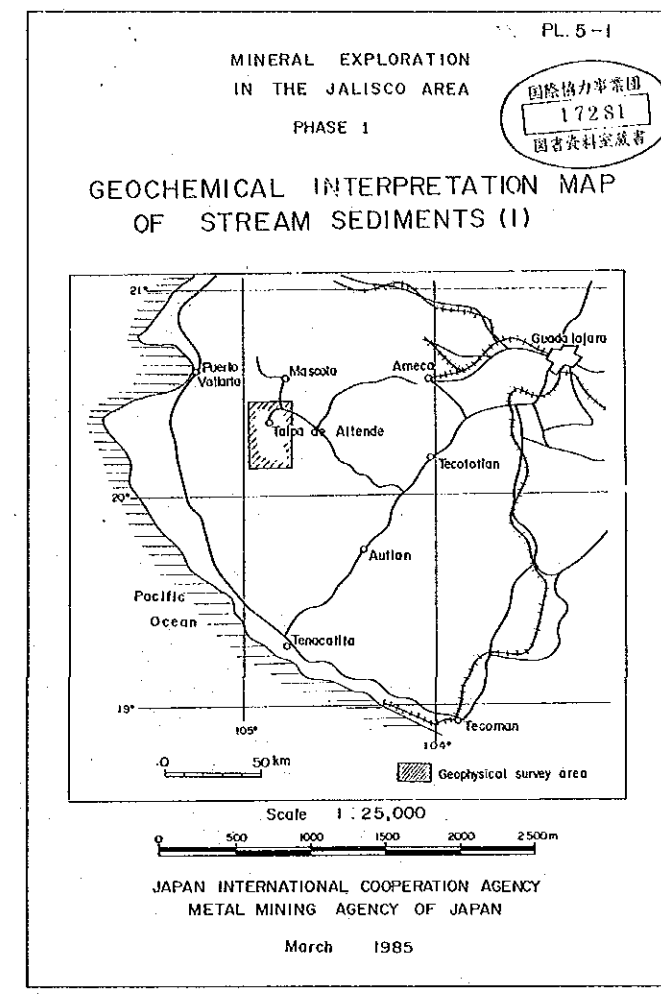 PL. 5-1
MINERAL EXPLORATION
IN THE JALISCO AREA
PHASE 1
国際協力事業団
17281
図書資料室蔵書
GEOCHEMICAL INTERPRETATION MAP
OF STREAM SEDIMENTS (I)
21°
Guadalajara
Puerto
Vallarta
Mascota
Ameca
Talpa de Allende
Tecolotlan
20°
Autlan
Pacific
Ocean
Tenacatita
19°
105°
104°
Tecoman
0 50 km
Geophysical survey area
Scale 1 : 25,000
0 500 1000 1500 2000 2500m
JAPAN INTERNATIONAL COOPERATION AGENCY
METAL MINING AGENCY OF JAPAN
March 1985